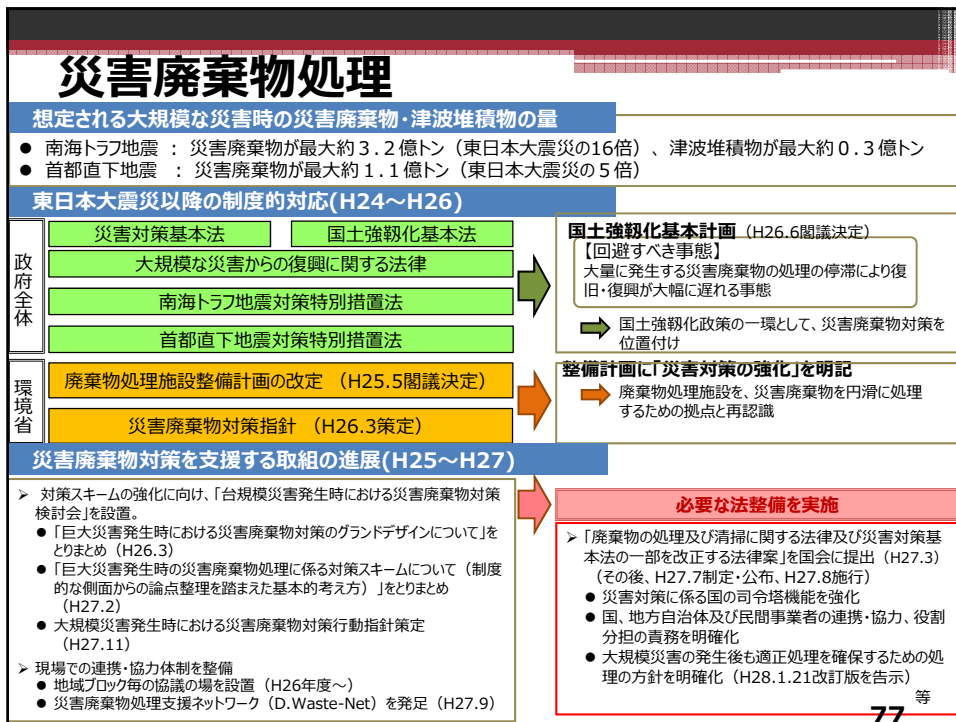 災害廃棄物処理
想定される大規模な災害時の災害廃棄物・津波堆積物の量
● 南海トラフ地震 ： 災害廃棄物が最大約３.２億トン（東日本大震災の16倍）、津波堆積物が最大約０.３億トン
● 首都直下地震 ： 災害廃棄物が最大約１.１億トン（東日本大震災の５倍）
東日本大震災以降の制度的対応(H24～H26)
政府全体
災害対策基本法
国土強靱化基本法
大規模な災害からの復興に関する法律
南海トラフ地震対策特別措置法
首都直下地震対策特別措置法
国土強靱化基本計画（H26.6閣議決定）
【回避すべき事態】
大量に発生する災害廃棄物の処理の停滞により復
旧・復興が大幅に遅れる事態
国土強靱化政策の一環として、災害廃棄物対策を
位置付け
環境省
廃棄物処理施設整備計画の改定 （H25.5閣議決定）
災害廃棄物対策指針 （H26.3策定）
整備計画に「災害対策の強化」を明記
廃棄物処理施設を、災害廃棄物を円滑に処理
するための拠点と再認識
災害廃棄物対策を支援する取組の進展(H25～H27)
➢ 対策スキームの強化に向け、「台規模災害発生時における災害廃棄物対策
検討会」を設置。
● 「巨大災害発生時における災害廃棄物対策のグランドデザインについて」を
とりまとめ（H26.3）
● 「巨大災害発生時の災害廃棄物処理に係る対策スキームについて（制度
的な側面からの論点整理を踏まえた基本的考え方）」をとりまとめ
（H27.2）
● 大規模災害発生時における災害廃棄物対策行動指針策定
（H27.11）
➢ 現場での連携・協力体制を整備
● 地域ブロック毎の協議の場を設置（H26年度～）
● 災害廃棄物処理支援ネットワーク（D.Waste-Net）を発足（H27.9）
必要な法整備を実施
➢ 「廃棄物の処理及び清掃に関する法律及び災害対策基
本法の一部を改正する法律案」を国会に提出（H27.3）
（その後、H27.7制定・公布、H27.8施行）
● 災害対策に係る国の司令塔機能を強化
● 国、地方自治体及び民間事業者の連携・協力、役割
分担の責務を明確化
● 大規模災害の発生後も適正処理を確保するための処
理の方針を明確化（H28.1.21改訂版を告示）
等
77